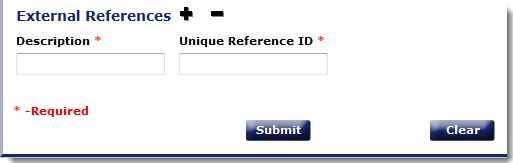 External References + -
Description * Unique Reference ID *
* -Required
Submit Clear